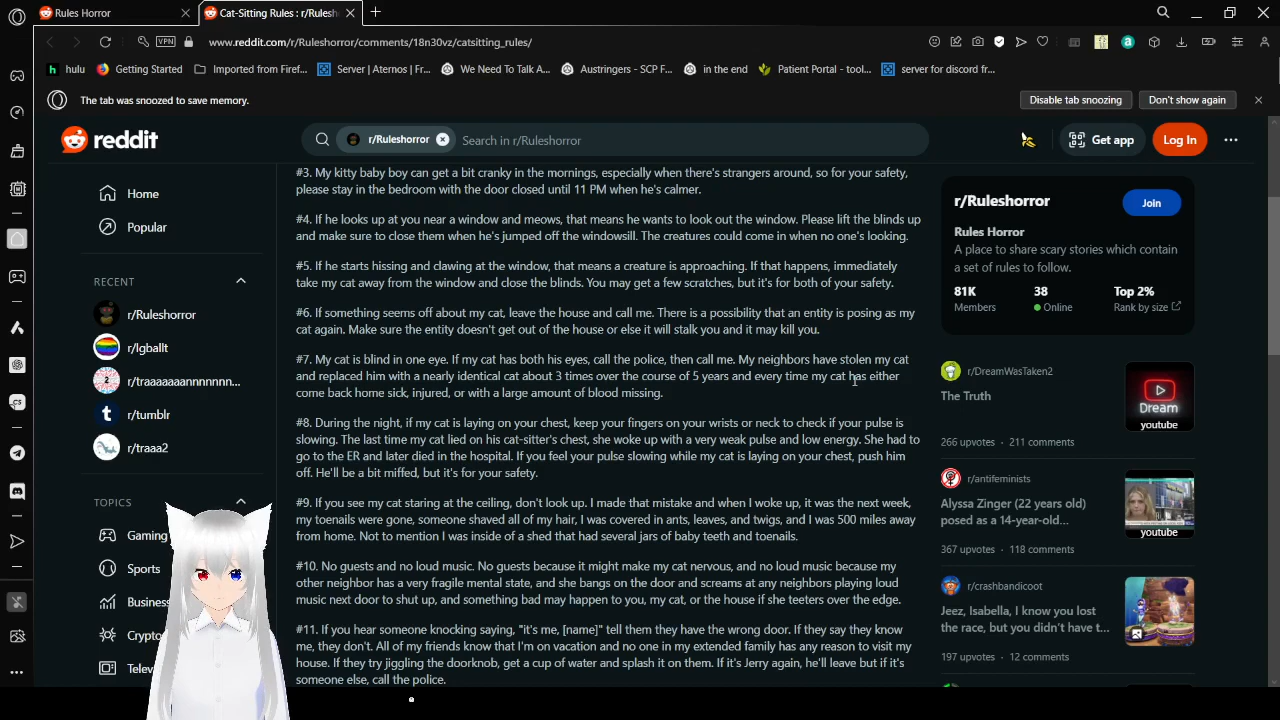 Rules Horror
Cat-Sitting Rules : r/Rulesh
VPN
www.reddit.com/r/Ruleshorror/comments/18n30vz/catsitting_rules/
hulu
Getting Started
Imported from Firef...
Server | Aternos | Fr...
We Need To Talk A...
Austringers - SCP F...
in the end
Patient Portal - tool...
server for discord fr...
The tab was snoozed to save memory.
Disable tab snoozing
Don't show again
reddit
r/Ruleshorror
Search in r/Ruleshorror
Get app
Log In
Home
Popular
RECENT
r/Ruleshorror
r/lgballt
r/traaaaaaannnnnnn...
r/tumblr
r/traaa2
TOPICS
Gaming
Sports
Business
Crypto
Televi
#3. My kitty baby boy can get a bit cranky in the mornings, especially when there's strangers around, so for your safety,
please stay in the bedroom with the door closed until 11 PM when he's calmer.
#4. If he looks up at you near a window and meows, that means he wants to look out the window. Please lift the blinds up
and make sure to close them when he's jumped off the windowsill. The creatures could come in when no one's looking.
#5. If he starts hissing and clawing at the window, that means a creature is approaching. If that happens, immediately
take my cat away from the window and close the blinds. You may get a few scratches, but it's for both of your safety.
#6. If something seems off about my cat, leave the house and call me. There is a possibility that an entity is posing as my
cat again. Make sure the entity doesn't get out of the house or else it will stalk you and it may kill you.
#7. My cat is blind in one eye. If my cat has both his eyes, call the police, then call me. My neighbors have stolen my cat
and replaced him with a nearly identical cat about 3 times over the course of 5 years and every time my cat has either
come back home sick, injured, or with a large amount of blood missing.
#8. During the night, if my cat is laying on your chest, keep your fingers on your wrists or neck to check if your pulse is
slowing. The last time my cat lied on his cat-sitter's chest, she woke up with a very weak pulse and low energy. She had to
go to the ER and later died in the hospital. If you feel your pulse slowing while my cat is laying on your chest, push him
off. He'll be a bit miffed, but it's for your safety.
#9. If you see my cat staring at the ceiling, don't look up. I made that mistake and when I woke up, it was the next week,
my toenails were gone, someone shaved all of my hair, I was covered in ants, leaves, and twigs, and I was 500 miles away
from home. Not to mention I was inside of a shed that had several jars of baby teeth and toenails.
#10. No guests and no loud music. No guests because it might make my cat nervous, and no loud music because my
other neighbor has a very fragile mental state, and she bangs on the door and screams at any neighbors playing loud
music next door to shut up, and something bad may happen to you, my cat, or the house if she teeters over the edge.
#11. If you hear someone knocking saying, "it's me, [name]" tell them they have the wrong door. If they say they know
me, they don't. All of my friends know that I'm on vacation and no one in my extended family has any reason to visit my
house. If they try jiggling the doorknob, get a cup of water and splash it on them. If it's Jerry again, he'll leave but if it's
someone else, call the police.
r/Ruleshorror
Join
Rules Horror
A place to share scary stories which contain
a set of rules to follow.
81K
38
Top 2%
Members
Online
Rank by size
r/DreamWasTaken2
The Truth
Dream
youtube
266 upvotes · 211 comments
r/antifeminists
Alyssa Zinger (22 years old)
posed as a 14-year-old...
youtube
367 upvotes · 118 comments
r/crashbandicoot
Jeez, Isabella, I know you lost
the race, but you didn't have t...
197 upvotes · 12 comments